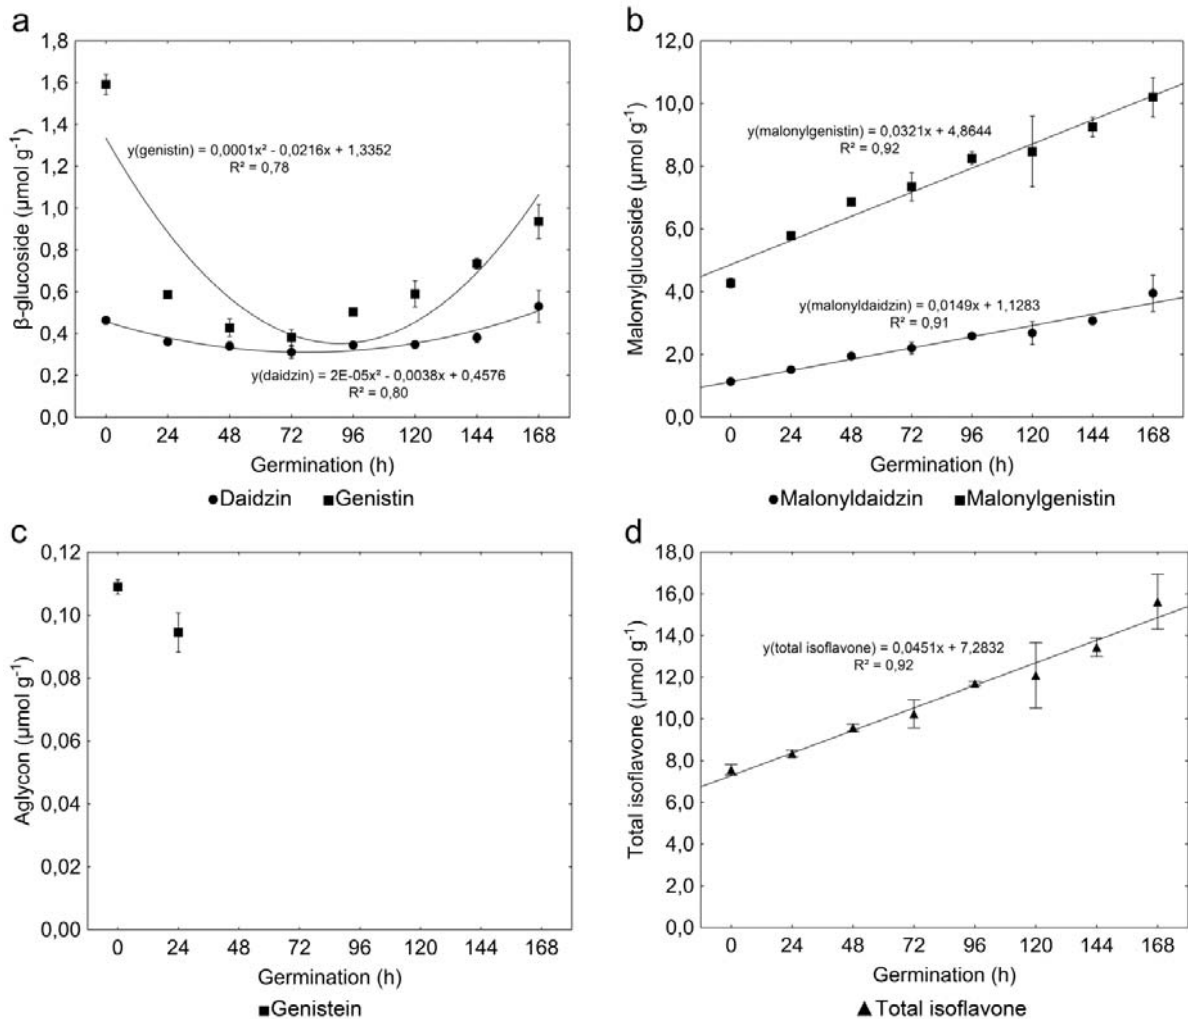 a
β-glucoside (µmol g⁻¹)
1,8
1,6
1,4
1,2
1,0
0,8
0,6
0,4
0,2
0,0
y(genistin) = 0,0001x² - 0,0216x + 1,3352
R² = 0,78
y(daidzin) = 2E-05x² - 0,0038x + 0,4576
R² = 0,80
0 24 48 72 96 120 144 168
Germination (h)
Daidzin Genistin
b
Malonylglucoside (µmol g⁻¹)
12,0
10,0
8,0
6,0
4,0
2,0
0,0
y(malonylgenistin) = 0,0321x + 4,8644
R² = 0,92
y(malonyldaidzin) = 0,0149x + 1,1283
R² = 0,91
0 24 48 72 96 120 144 168
Germination (h)
Malonyldaidzin Malonylgenistin
c
Aglycon (µmol g⁻¹)
0,12
0,10
0,08
0,06
0,04
0,02
0,00
0 24 48 72 96 120 144 168
Germination (h)
Genistein
d
Total isoflavone (µmol g⁻¹)
18,0
16,0
14,0
12,0
10,0
8,0
6,0
4,0
2,0
0,0
y(total isoflavone) = 0,0451x + 7,2832
R² = 0,92
0 24 48 72 96 120 144 168
Germination (h)
Total isoflavone